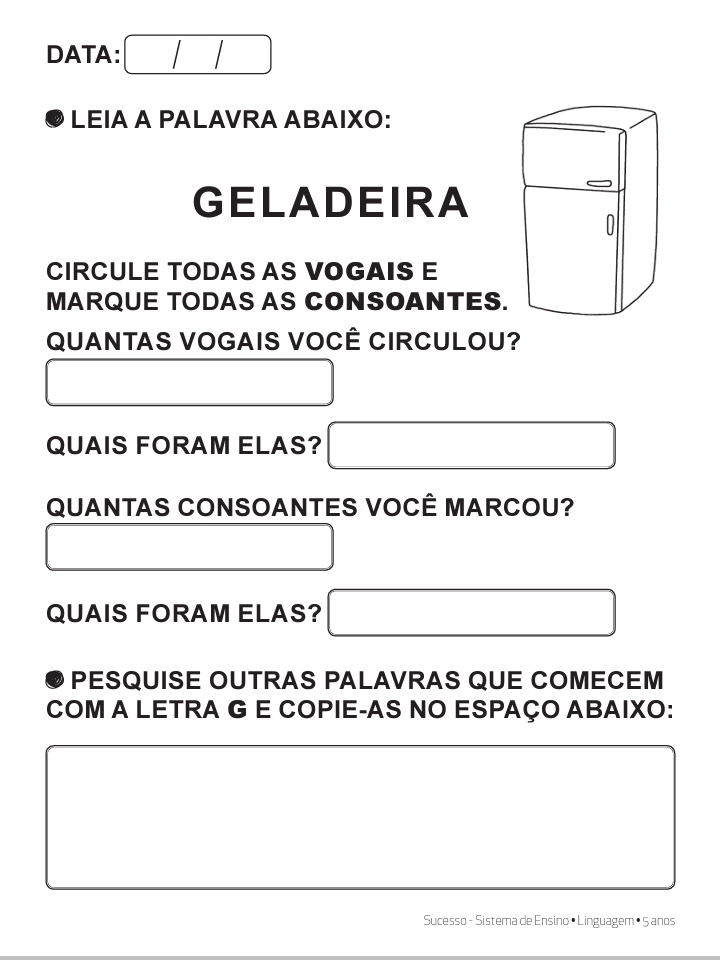 DATA: / /
LEIA A PALAVRA ABAIXO:
GELADEIRA
CIRCULE TODAS AS VOGAIS E
MARQUE TODAS AS CONSOANTES.
QUANTAS VOGAIS VOCÊ CIRCULOU?
QUAIS FORAM ELAS?
QUANTAS CONSOANTES VOCÊ MARCOU?
QUAIS FORAM ELAS?
PESQUISE OUTRAS PALAVRAS QUE COMECEM
COM A LETRA G E COPIE-AS NO ESPAÇO ABAIXO:
Sucesso - Sistema de Ensino • Linguagem • 5 anos